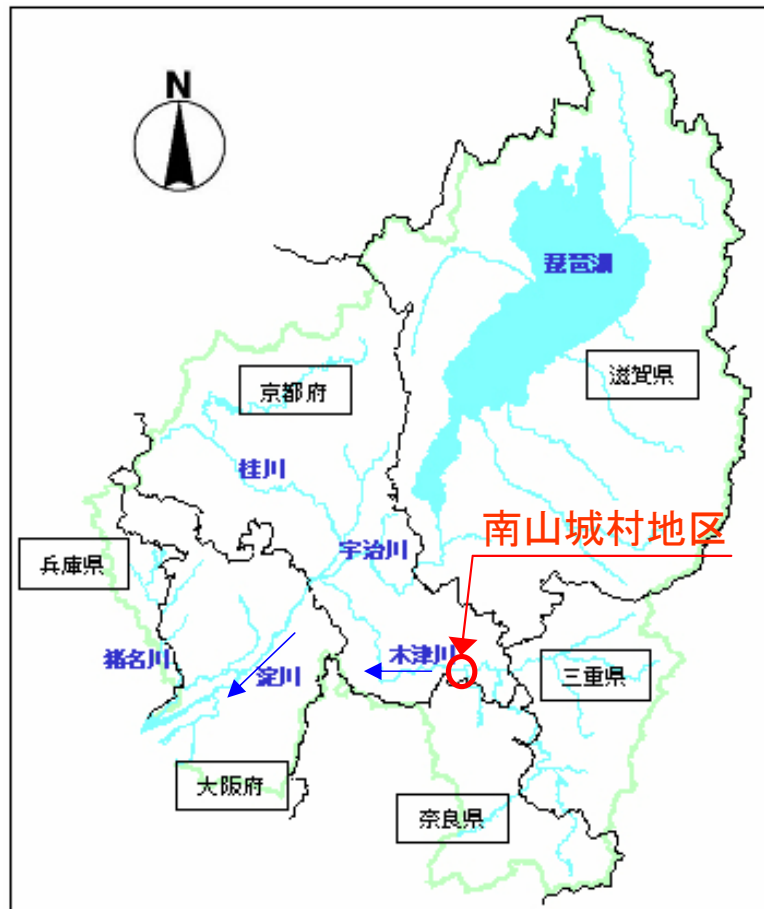 N
琵琶湖
滋賀県
京都府
桂川
南山城村地区
宇治川
兵庫県
猪名川
木津川
淀川
三重県
大阪府
奈良県